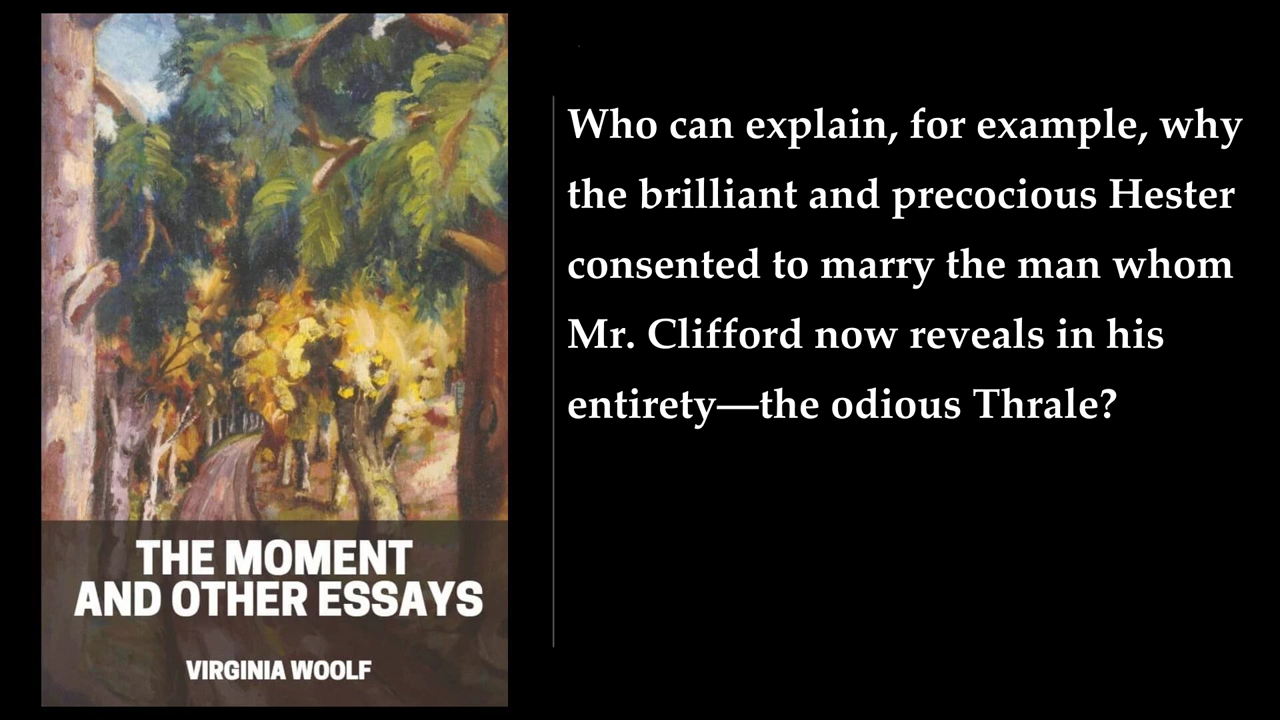 THE MOMENT
AND OTHER ESSAYS
VIRGINIA WOOLF
Who can explain, for example, why
the brilliant and precocious Hester
consented to marry the man whom
Mr. Clifford now reveals in his
entirety—the odious Thrale?